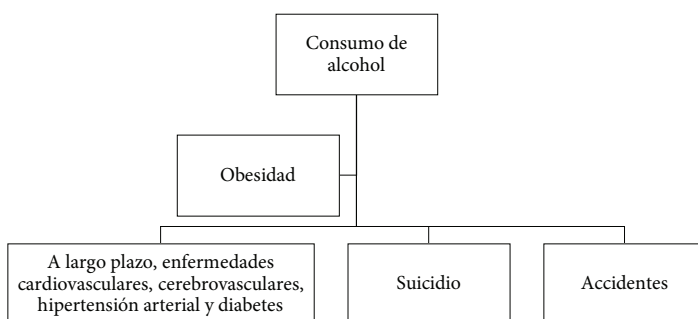 Consumo de
alcohol
Obesidad
A largo plazo, enfermedades
cardiovasculares, cerebrovasculares,
hipertensión arterial y diabetes
Suicidio
Accidentes